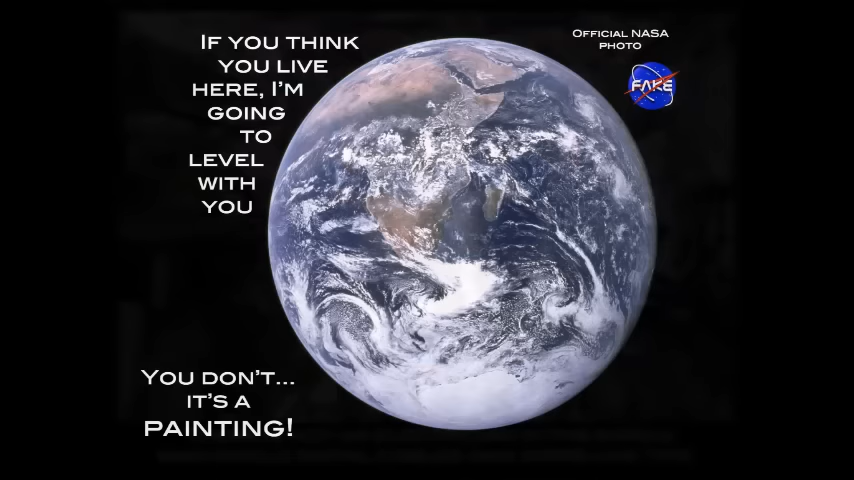 IF YOU THINK
YOU LIVE
HERE, I'M
GOING
TO
LEVEL
WITH
YOU
OFFICIAL NASA
PHOTO
FAKE
YOU DON'T...
IT'S A
PAINTING!